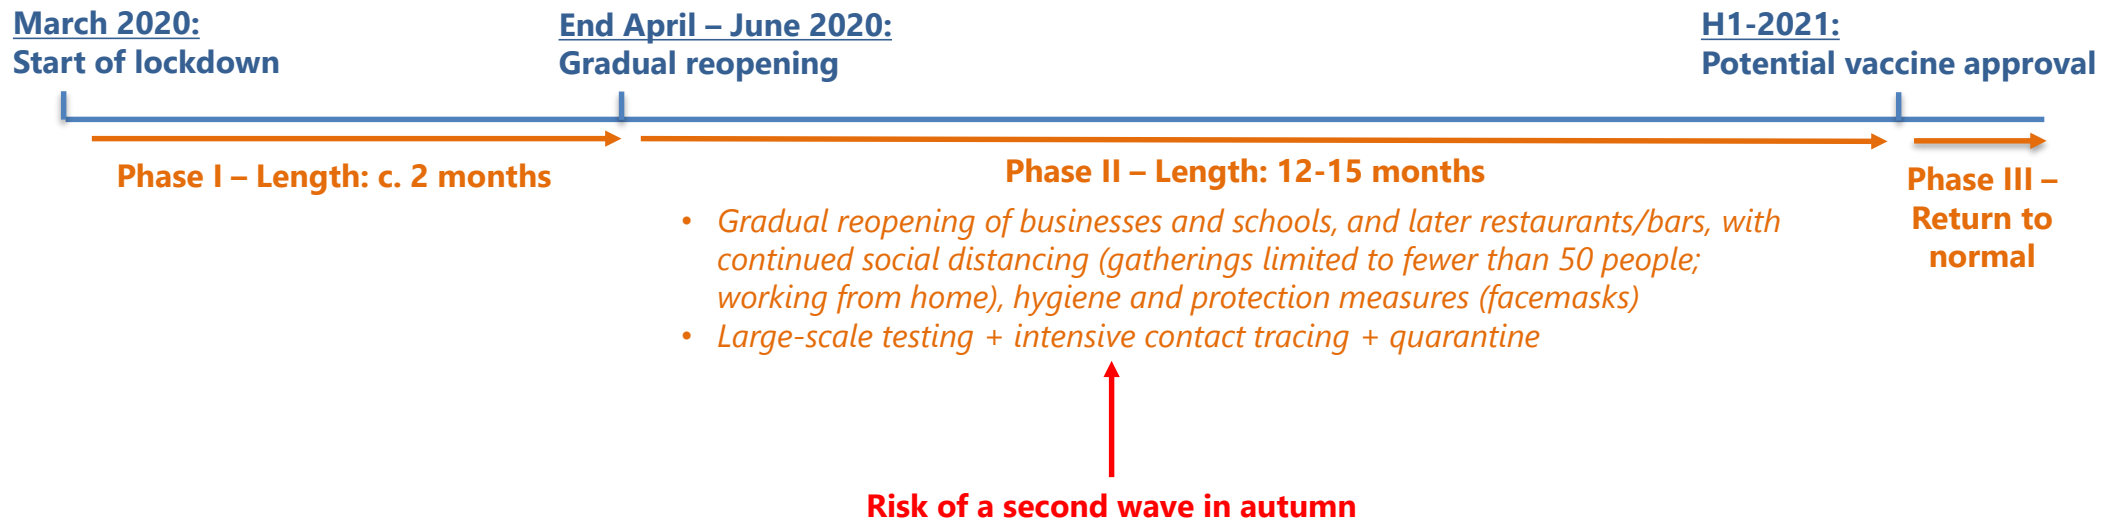 March 2020:
Start of lockdown
End April – June 2020:
Gradual reopening
H1-2021:
Potential vaccine approval
Phase I – Length: c. 2 months
Phase II – Length: 12-15 months
• Gradual reopening of businesses and schools, and later restaurants/bars, with
continued social distancing (gatherings limited to fewer than 50 people;
working from home), hygiene and protection measures (facemasks)
• Large-scale testing + intensive contact tracing + quarantine
Phase III –
Return to
normal
Risk of a second wave in autumn